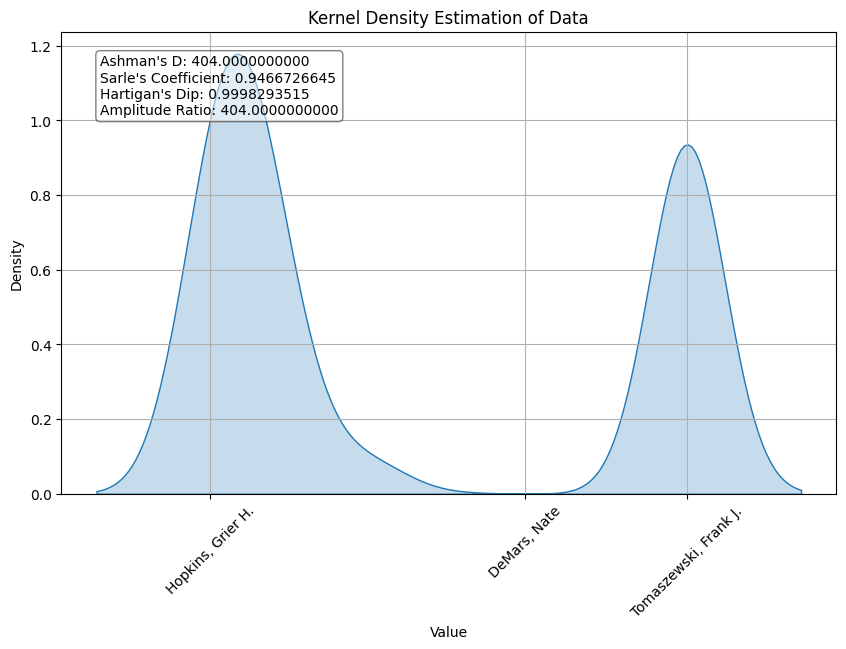 Kernel Density Estimation of Data
Ashman's D: 404.0000000000
Sarle's Coefficient: 0.9466726645
Hartigan's Dip: 0.9998293515
Amplitude Ratio: 404.0000000000
1.2
1.0
0.8
0.6
0.4
0.2
0.0
Density
Hopkins, Grier H.
DeMars, Nate
Tomaszewski, Frank J.
Value